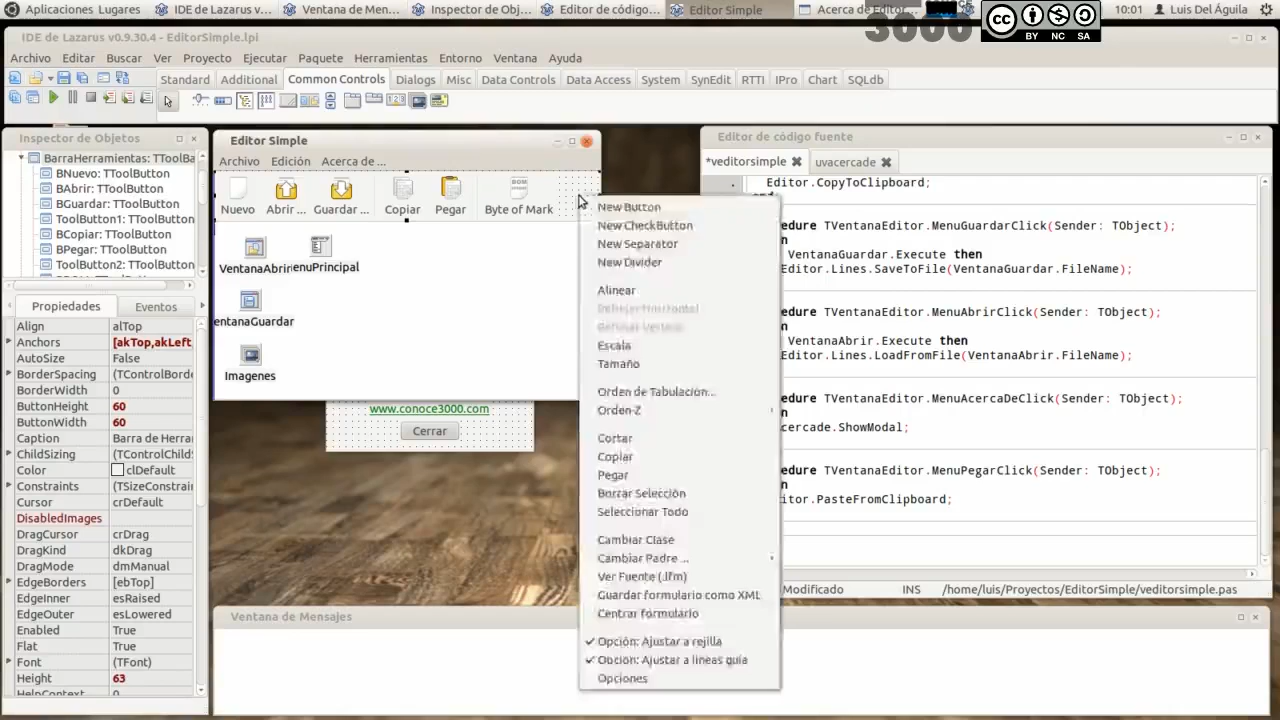 Aplicaciones Lugares
IDE de Lazarus v...
Ventana de Men...
Inspector de Obj...
Editor de código...
Editor Simple
Acerca de Editor...
10:01
Luis Del Águila
3000
cc
BY NC SA
IDE de Lazarus v0.9.30.4 - EditorSimple.lpi
Archivo Editar Buscar Ver Proyecto Ejecutar Paquete Herramientas Entorno Ventana Ayuda
Standard Additional Common Controls Dialogs Misc Data Controls Data Access System SynEdit RTTI IPro Chart SQLdb
Inspector de Objetos
BarraHerramientas: TToolBa
BNuevo: TToolButton
BAbrir: TToolButton
BGuardar: TToolButton
ToolButton1: TToolButton
BCopiar: TToolButton
BPegar: TToolButton
ToolButton2: TToolButton
Propiedades Eventos
Align alTop
Anchors [akTop,akLeft,
AutoSize False
BorderSpacing (TControlBorde
BorderWidth 0
ButtonHeight 60
ButtonWidth 60
Caption Barra de Herra
ChildSizing (TControlChild
Color clDefault
Constraints (TSizeConstrain
Cursor crDefault
DisabledImages
DragCursor crDrag
DragKind dkDrag
DragMode dmManual
EdgeBorders [ebTop]
EdgeInner esRaised
EdgeOuter esLowered
Enabled True
Flat True
Font (TFont)
Height 63
HelpContext 0
Editor Simple
Archivo Edición Acerca de ...
Nuevo Abrir ... Guardar ... Copiar Pegar Byte of Mark
VentanaAbrir
enuPrincipal
entanaGuardar
Imagenes
www.conoce3000.com
Cerrar
New Button
New CheckButton
New Separator
New Divider
Alinear
Reflejar Horizontal
Reflejar Vertical
Escala
Tamaño
Orden de Tabulación...
Orden-Z
Cortar
Copiar
Pegar
Borrar Selección
Seleccionar Todo
Cambiar Clase
Cambiar Padre ...
Ver Fuente (.lfm)
Guardar formulario como XML
Centrar formulario
Opción: Ajustar a rejilla
Opción: Ajustar a líneas guía
Opciones
Editor de código fuente
*veditorsimple uvacercade
Editor.CopyToClipboard;
edure TVentanaEditor.MenuGuardarClick(Sender: TObject);
n
VentanaGuardar.Execute then
Editor.Lines.SaveToFile(VentanaGuardar.FileName);
edure TVentanaEditor.MenuAbrirClick(Sender: TObject);
n
VentanaAbrir.Execute then
Editor.Lines.LoadFromFile(VentanaAbrir.FileName);
edure TVentanaEditor.MenuAcercaDeClick(Sender: TObject);
n
cercade.ShowModal;
edure TVentanaEditor.MenuPegarClick(Sender: TObject);
n
itor.PasteFromClipboard;
Modificado INS /home/luis/Proyectos/EditorSimple/veditorsimple.pas
Ventana de Mensajes